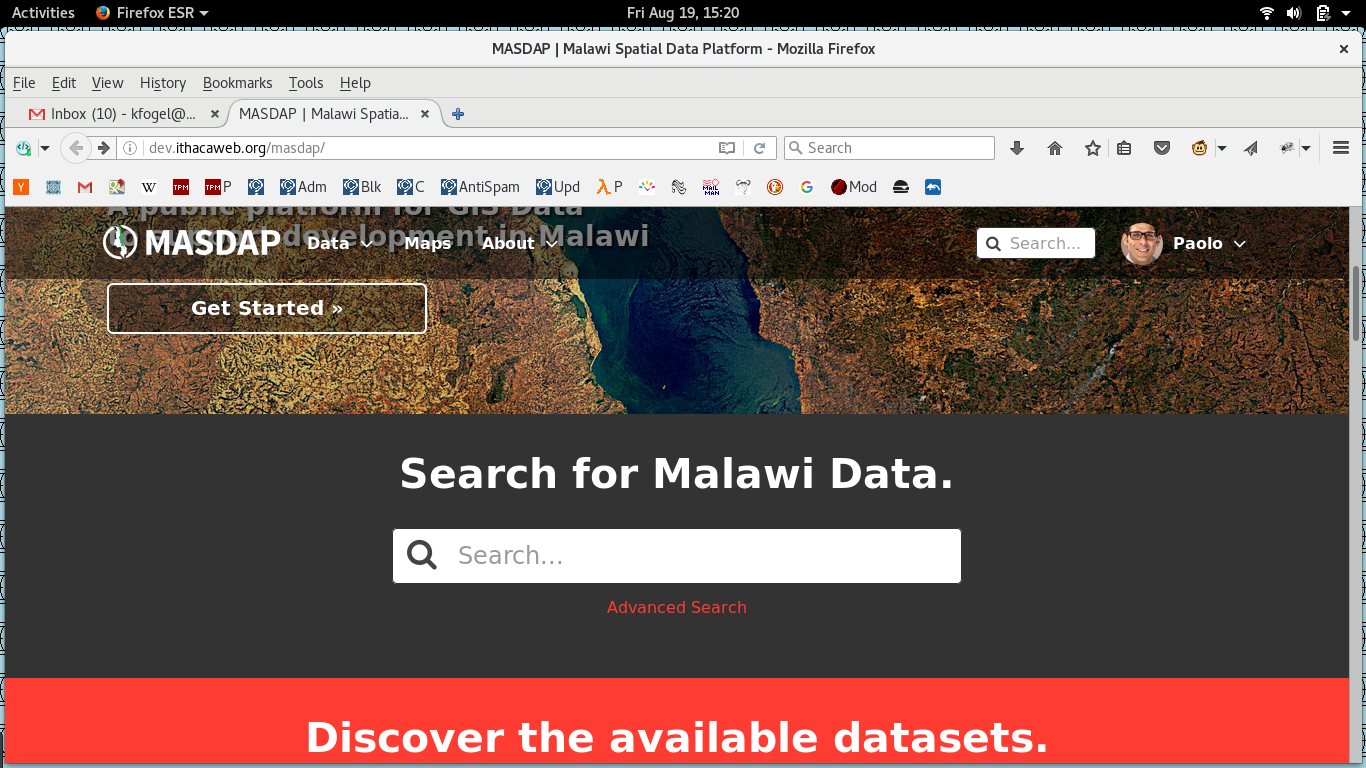 Activities Firefox ESR Fri Aug 19, 15:20
MASDAP | Malawi Spatial Data Platform - Mozilla Firefox
File Edit View History Bookmarks Tools Help
Inbox (10) - kfogel@... MASDAP | Malawi Spatia...
dev.ithacaweb.org/masdap/ Search
Y M W TPM TPM P Adm Blk C AntiSpam Upd λ P MAIL MAN G Mod
A public platform for GIS Data
development in Malawi
MASDAP Data Maps About Search... Paolo
Get Started »
Search for Malawi Data.
Search...
Advanced Search
Discover the available datasets.